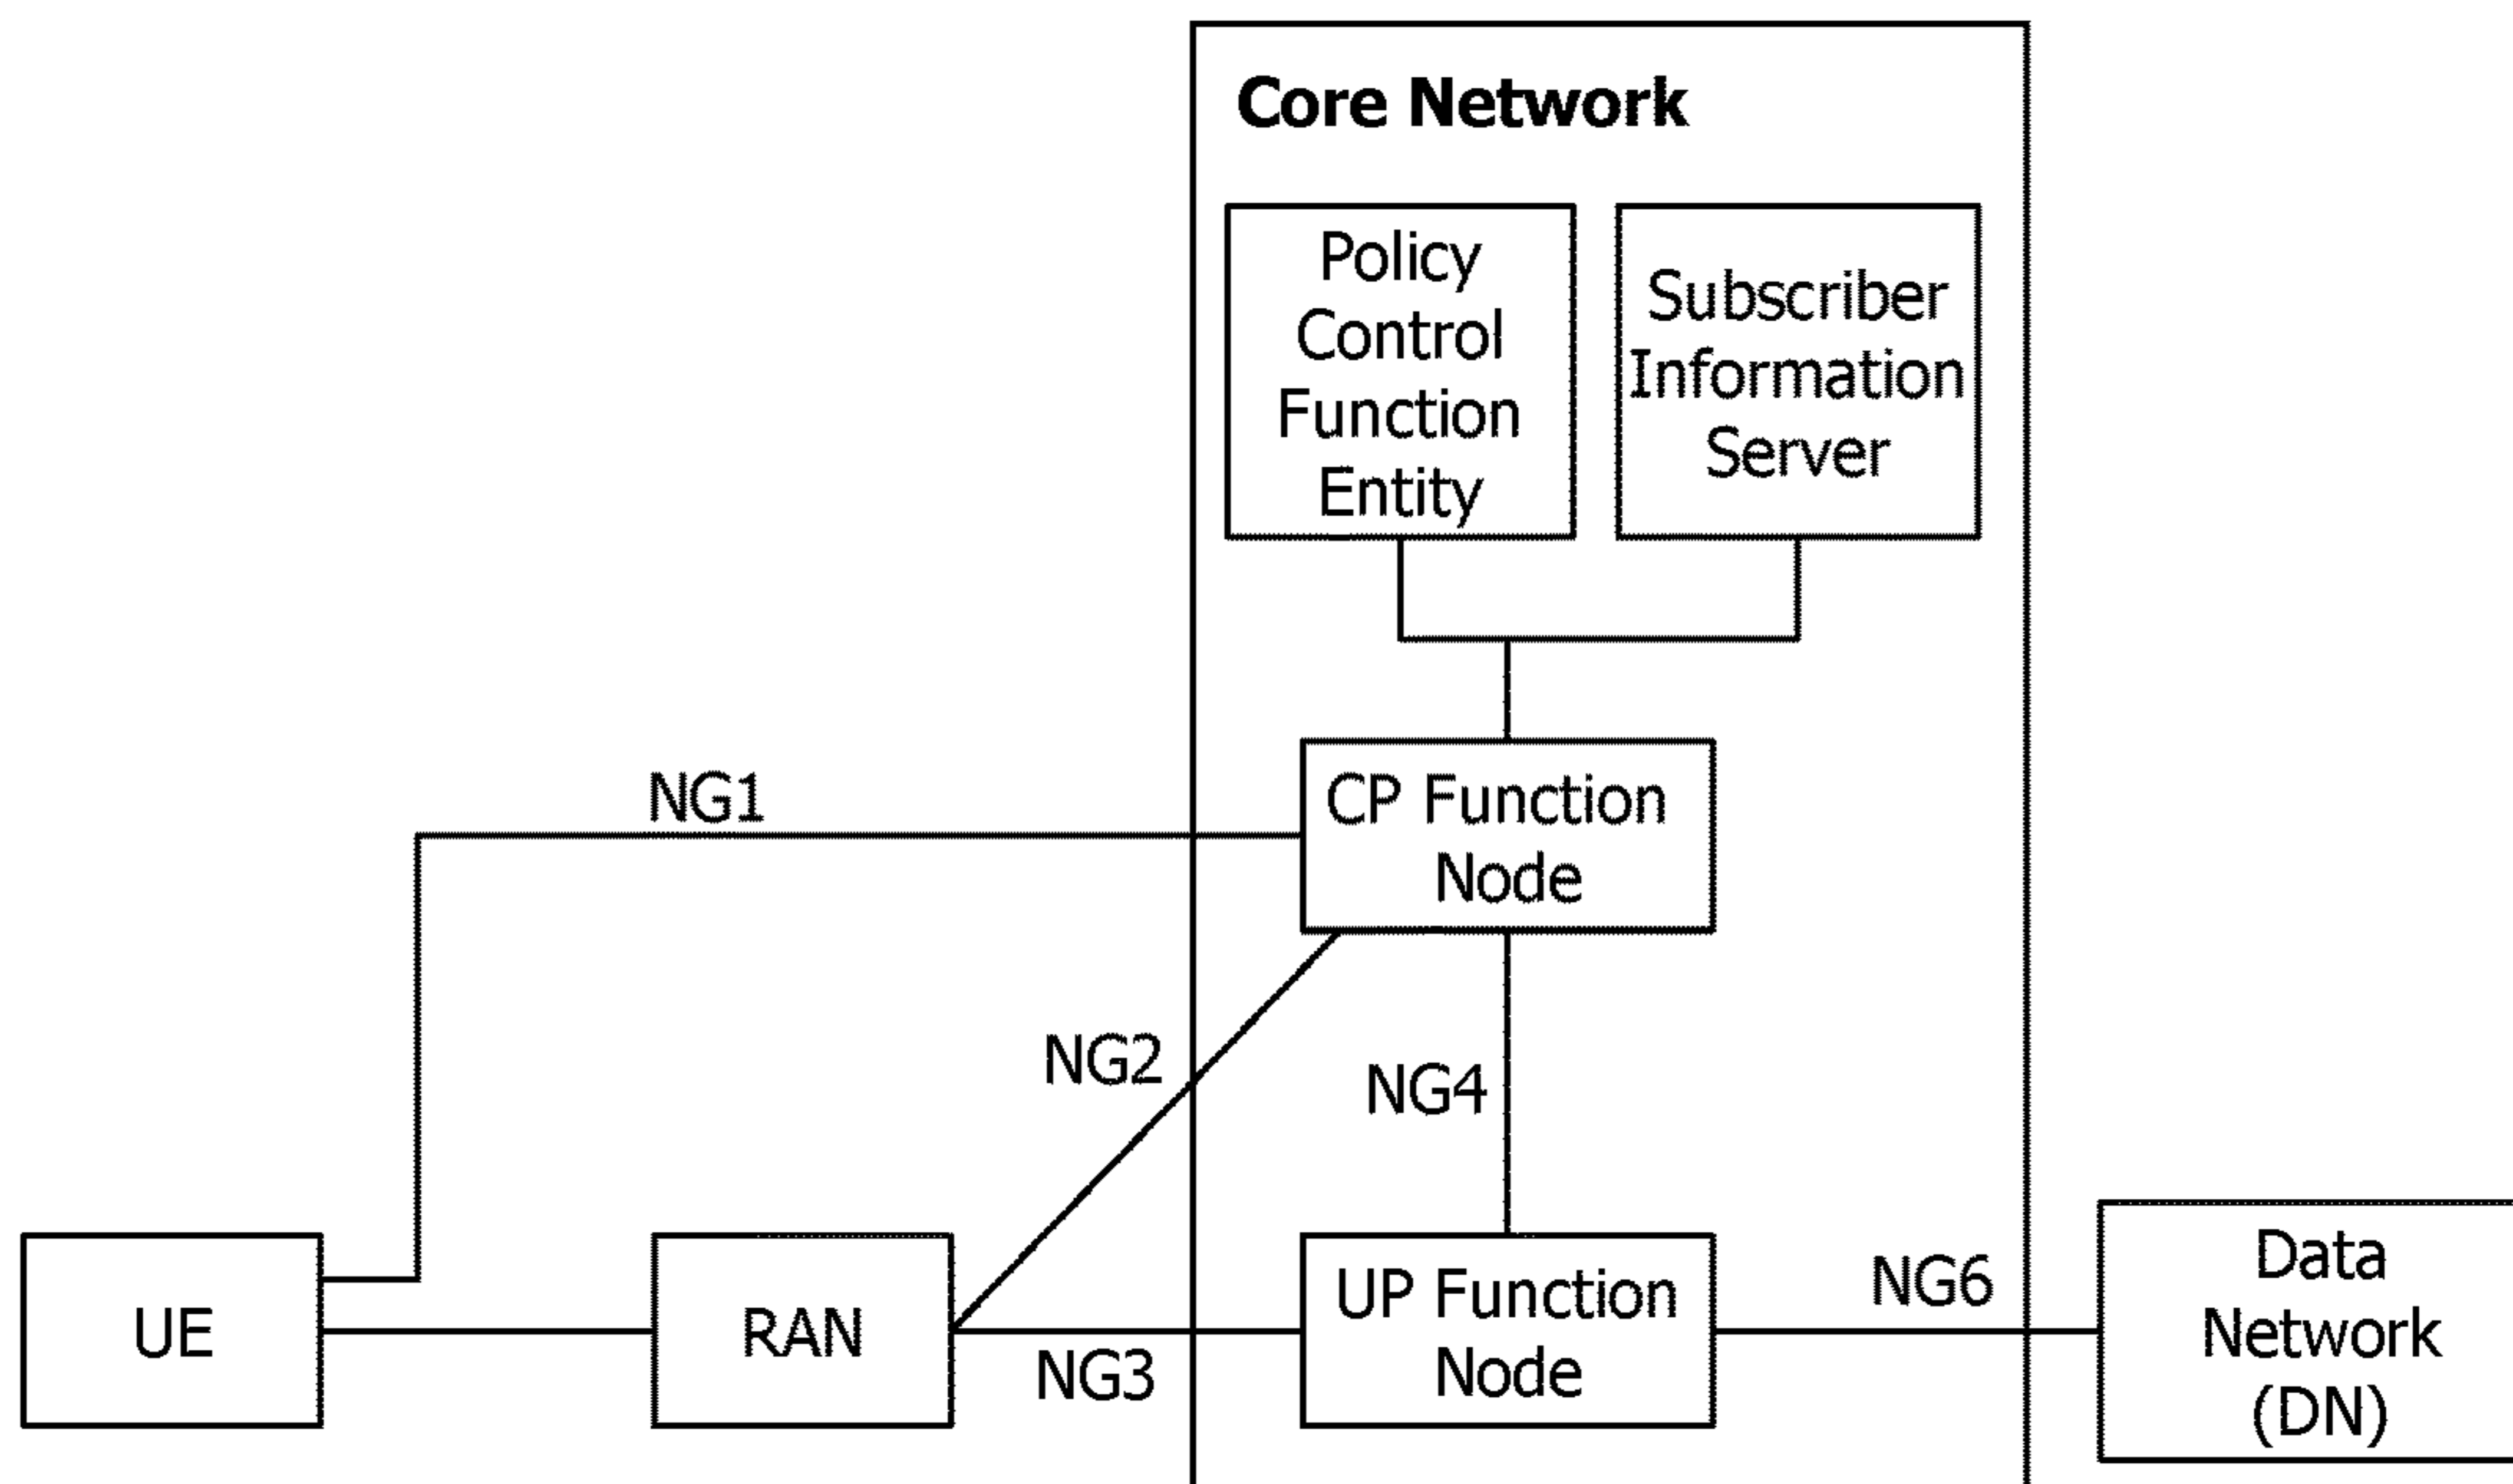 Core Network
Policy
Control
Function
Entity
Subscriber
Information
Server
NG1
CP Function
Node
NG2
NG4
UE
RAN
NG3
UP Function
Node
NG6
Data
Network
(DN)